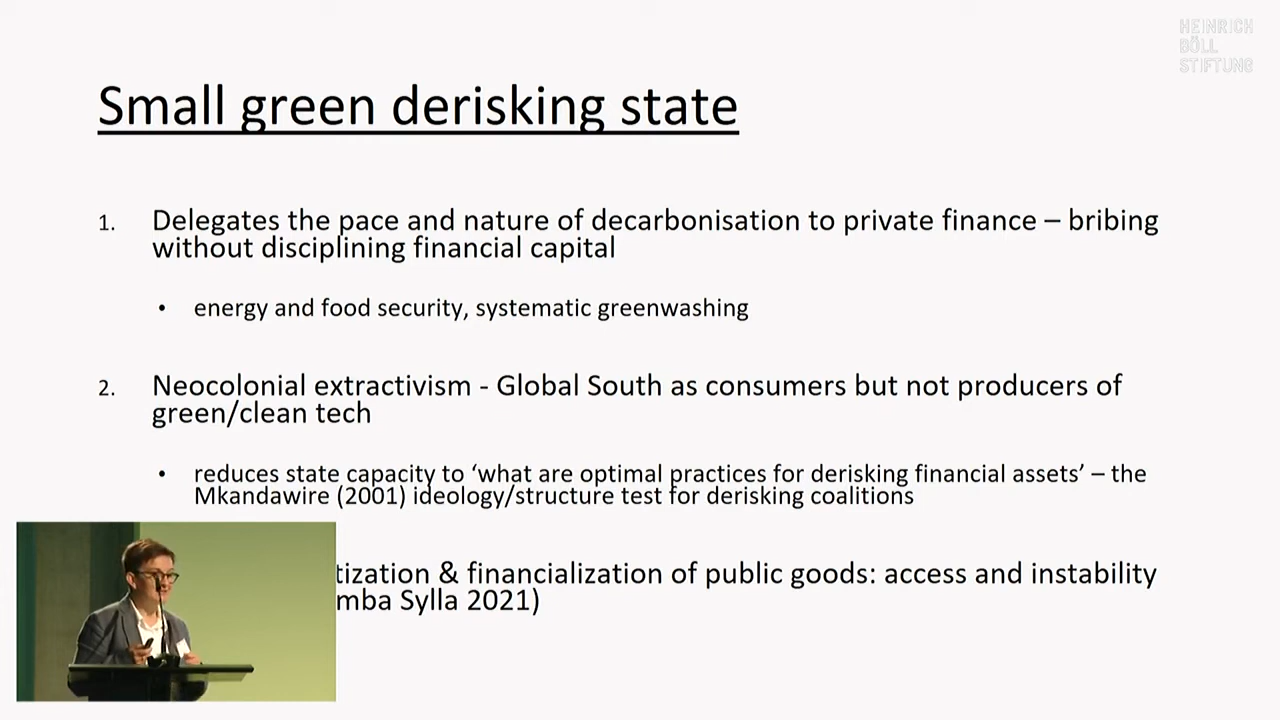 HEINRICH
BÖLL
STIFTUNG
Small green derisking state
1. Delegates the pace and nature of decarbonisation to private finance – bribing
without disciplining financial capital
• energy and food security, systematic greenwashing
2. Neocolonial extractivism - Global South as consumers but not producers of
green/clean tech
• reduces state capacity to ‘what are optimal practices for derisking financial assets’ – the
Mkandawire (2001) ideology/structure test for derisking coalitions
tization & financialization of public goods: access and instability
mba Sylla 2021)